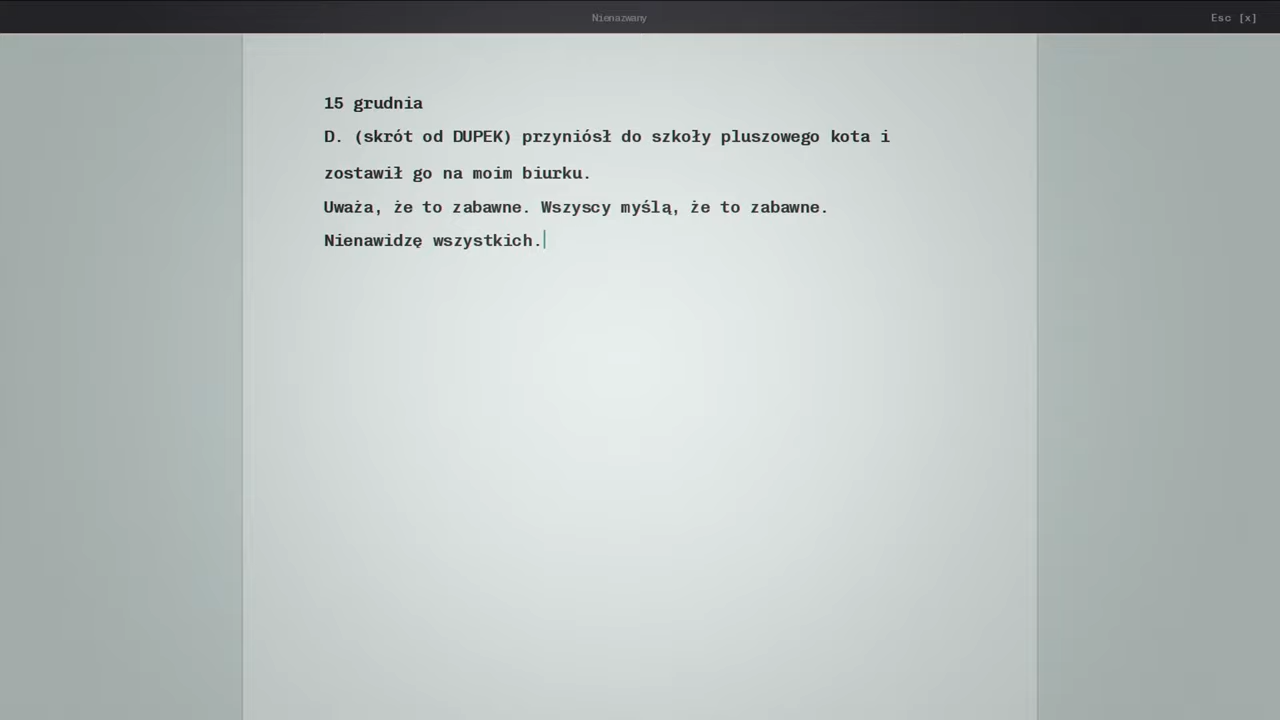 Nienazwany
Esc [x]
15 grudnia
D. (skrót od DUPEK) przyniósł do szkoły pluszowego kota i
zostawił go na moim biurku.
Uważa, że to zabawne. Wszyscy myślą, że to zabawne.
Nienawidzę wszystkich.